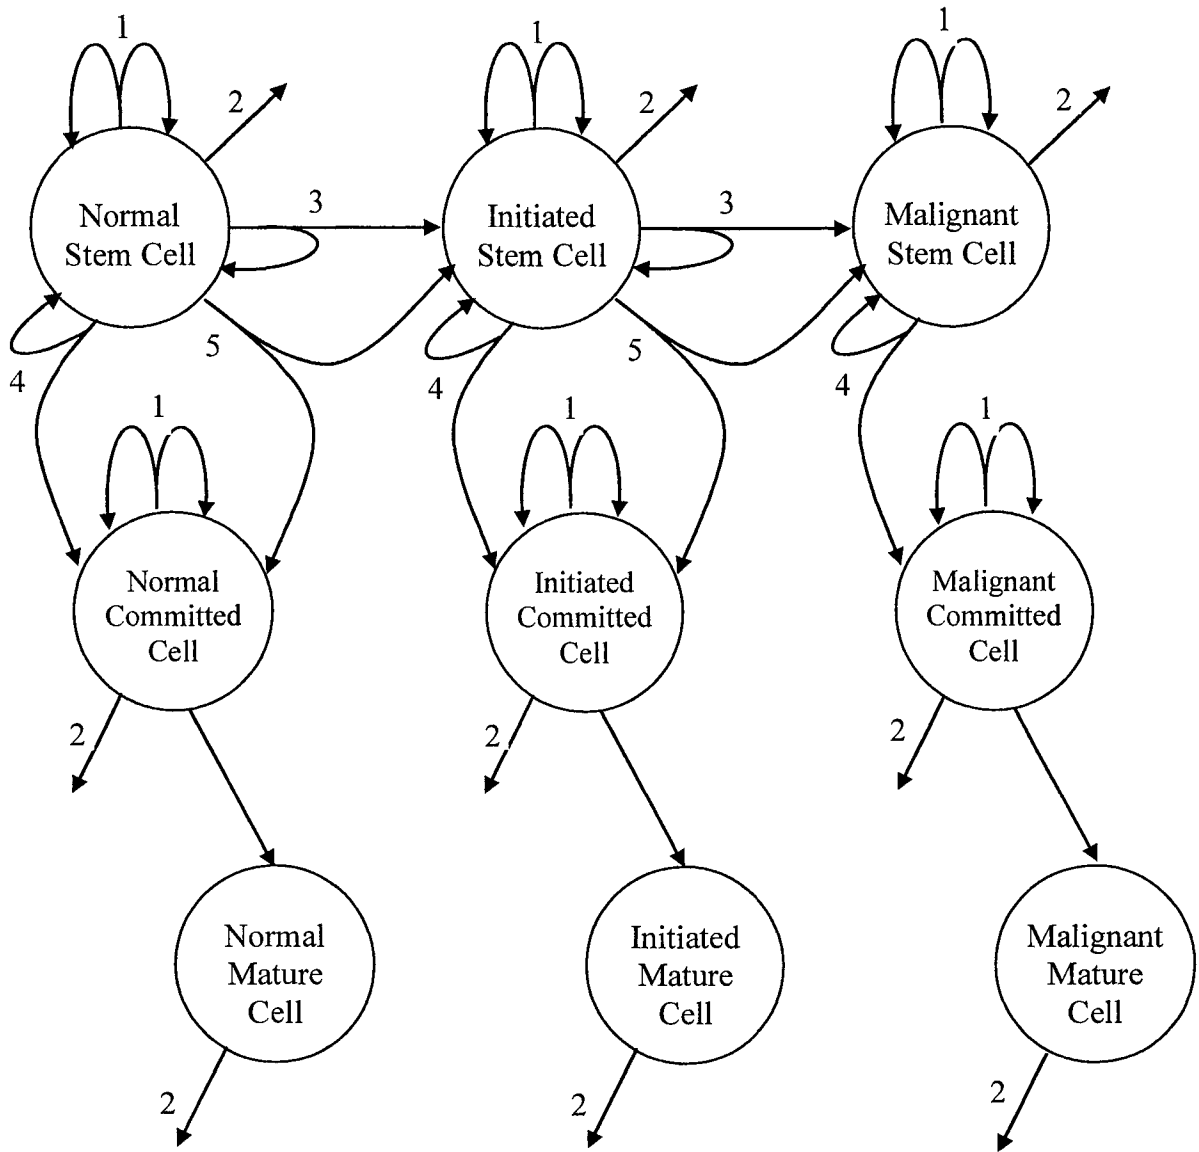 1
1
1
2
2
2
3
3
Normal
Stem Cell
Initiated
Stem Cell
Malignant
Stem Cell
5
5
4
4
4
1
1
1
Normal
Committed
Cell
Initiated
Committed
Cell
Malignant
Committed
Cell
2
2
2
Normal
Mature
Cell
Initiated
Mature
Cell
Malignant
Mature
Cell
2
2
2